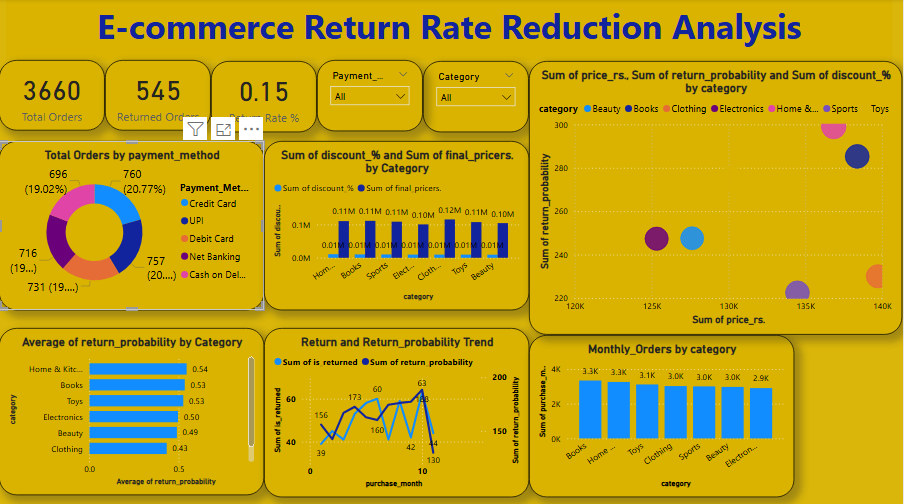 E-commerce Return Rate Reduction Analysis
3660
Total Orders
545
Returned Orders
0.15
Return Rate %
Payment_...
All
Category
All
Sum of price_rs., Sum of return_probability and Sum of discount_%
by category
category Beauty Books Clothing Electronics Home &... Sports Toys
300
280
260
240
220
Sum of return_probability
120K 125K 130K 135K 140K
Sum of price_rs.
Total Orders by payment_method
696
(19.02%)
760
(20.77%)
716
(19...)
757
(20....)
731 (19....)
Payment_Met...
Credit Card
UPI
Debit Card
Net Banking
Cash on Del...
Sum of discount_% and Sum of final_pricers.
by Category
Sum of discount_% Sum of final_pricers.
Sum of discou...
0.1M
0.0M
0.11M 0.11M 0.11M 0.10M 0.12M 0.11M 0.10M
0.01M 0.01M 0.01M 0.01M 0.01M 0.01M 0.01M
Hom... Books Sports Elect... Cloth... Toys Beauty
category
Average of return_probability by Category
category
Home & Kitc... 0.54
Books 0.53
Toys 0.53
Electronics 0.50
Beauty 0.49
Clothing 0.43
0.0 0.5
Average of return_probability
Return and Return_probability Trend
Sum of is_returned Sum of return_probability
Sum of is_returned
60
40
200
150
Sum of return_probability
156
39
173
60
160
42
63
188
44
130
0 10
purchase_month
Monthly_Orders by category
Sum of purchase_m...
4K
2K
0K
3.3K 3.3K 3.1K 3.0K 3.0K 3.0K 2.9K
Books Home ... Toys Clothing Sports Beauty Electron...
category